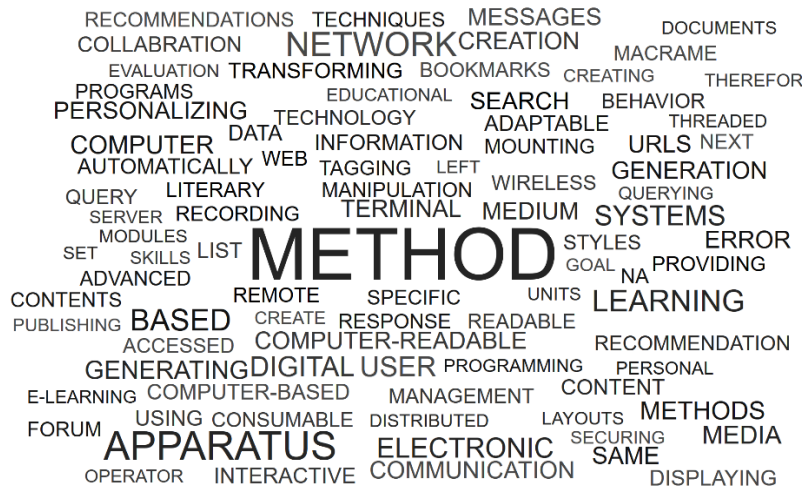 RECOMMENDATIONS TECHNIQUES MESSAGES
DOCUMENTS
COLLABRATION NETWORK CREATION
MACRAME
EVALUATION TRANSFORMING BOOKMARKS CREATING THEREFOR
PROGRAMS EDUCATIONAL SEARCH BEHAVIOR
PERSONALIZING TECHNOLOGY ADAPTABLE THREADED
COMPUTER DATA INFORMATION MOUNTING URLS NEXT
AUTOMATICALLY WEB TAGGING LEFT GENERATION
QUERY LITERARY MANIPULATION WIRELESS QUERYING
SERVER RECORDING TERMINAL MEDIUM SYSTEMS
MODULES STYLES ERROR
SET SKILLS LIST METHOD GOAL NA PROVIDING
ADVANCED
CONTENTS REMOTE SPECIFIC UNITS LEARNING
PUBLISHING BASED CREATE RESPONSE READABLE
ACCESSED COMPUTER-READABLE RECOMMENDATION
GENERATING DIGITAL USER PROGRAMMING PERSONAL
E-LEARNING COMPUTER-BASED MANAGEMENT CONTENT
FORUM USING CONSUMABLE DISTRIBUTED LAYOUTS METHODS
APPARATUS ELECTRONIC SECURING MEDIA
SAME
OPERATOR INTERACTIVE COMMUNICATION DISPLAYING